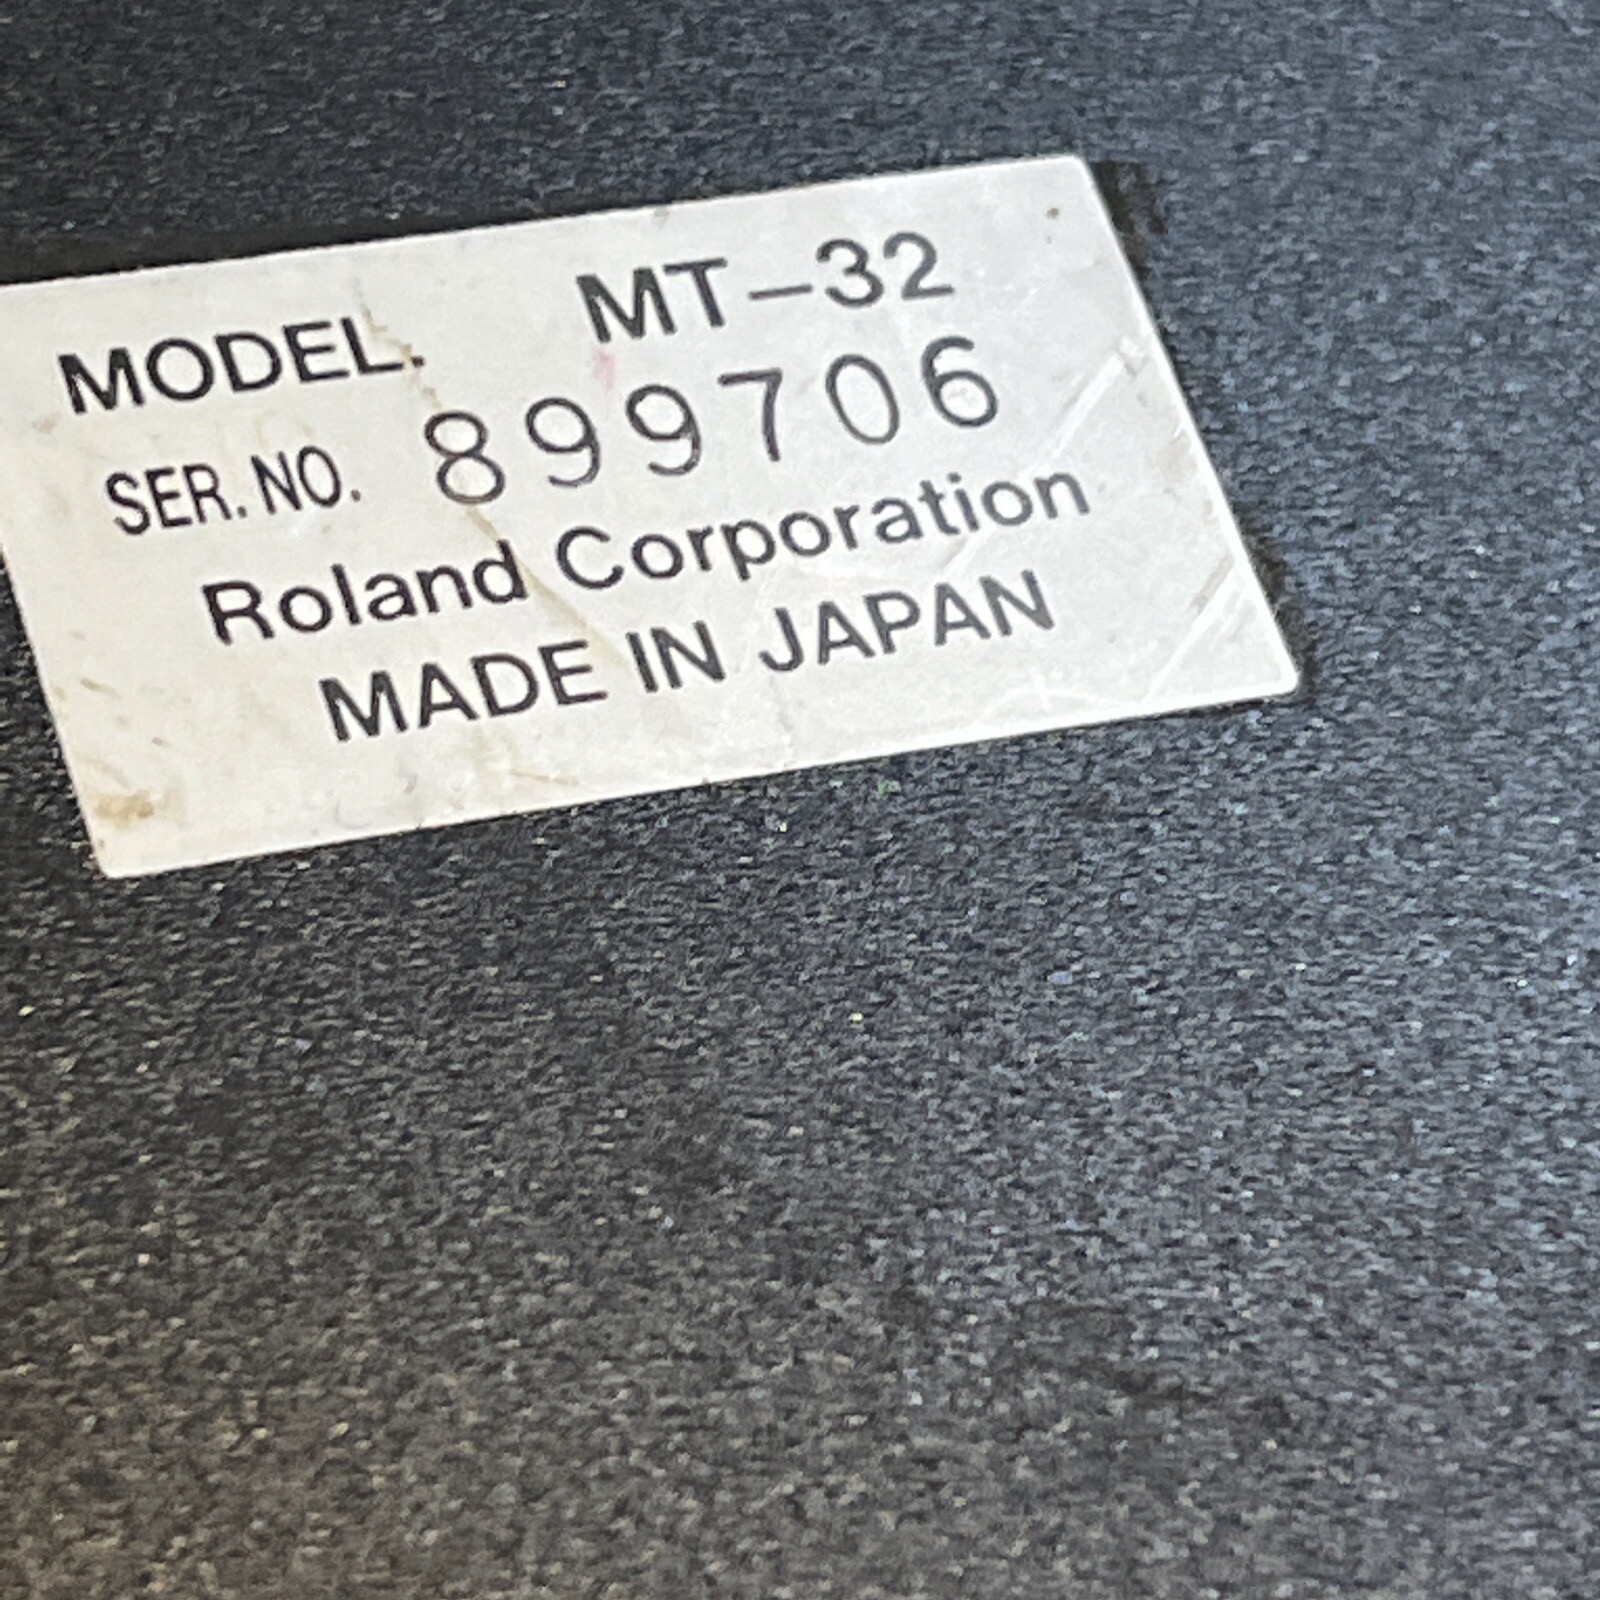 MODEL. MT-32
SER. NO. 899706
Roland Corporation
MADE IN JAPAN